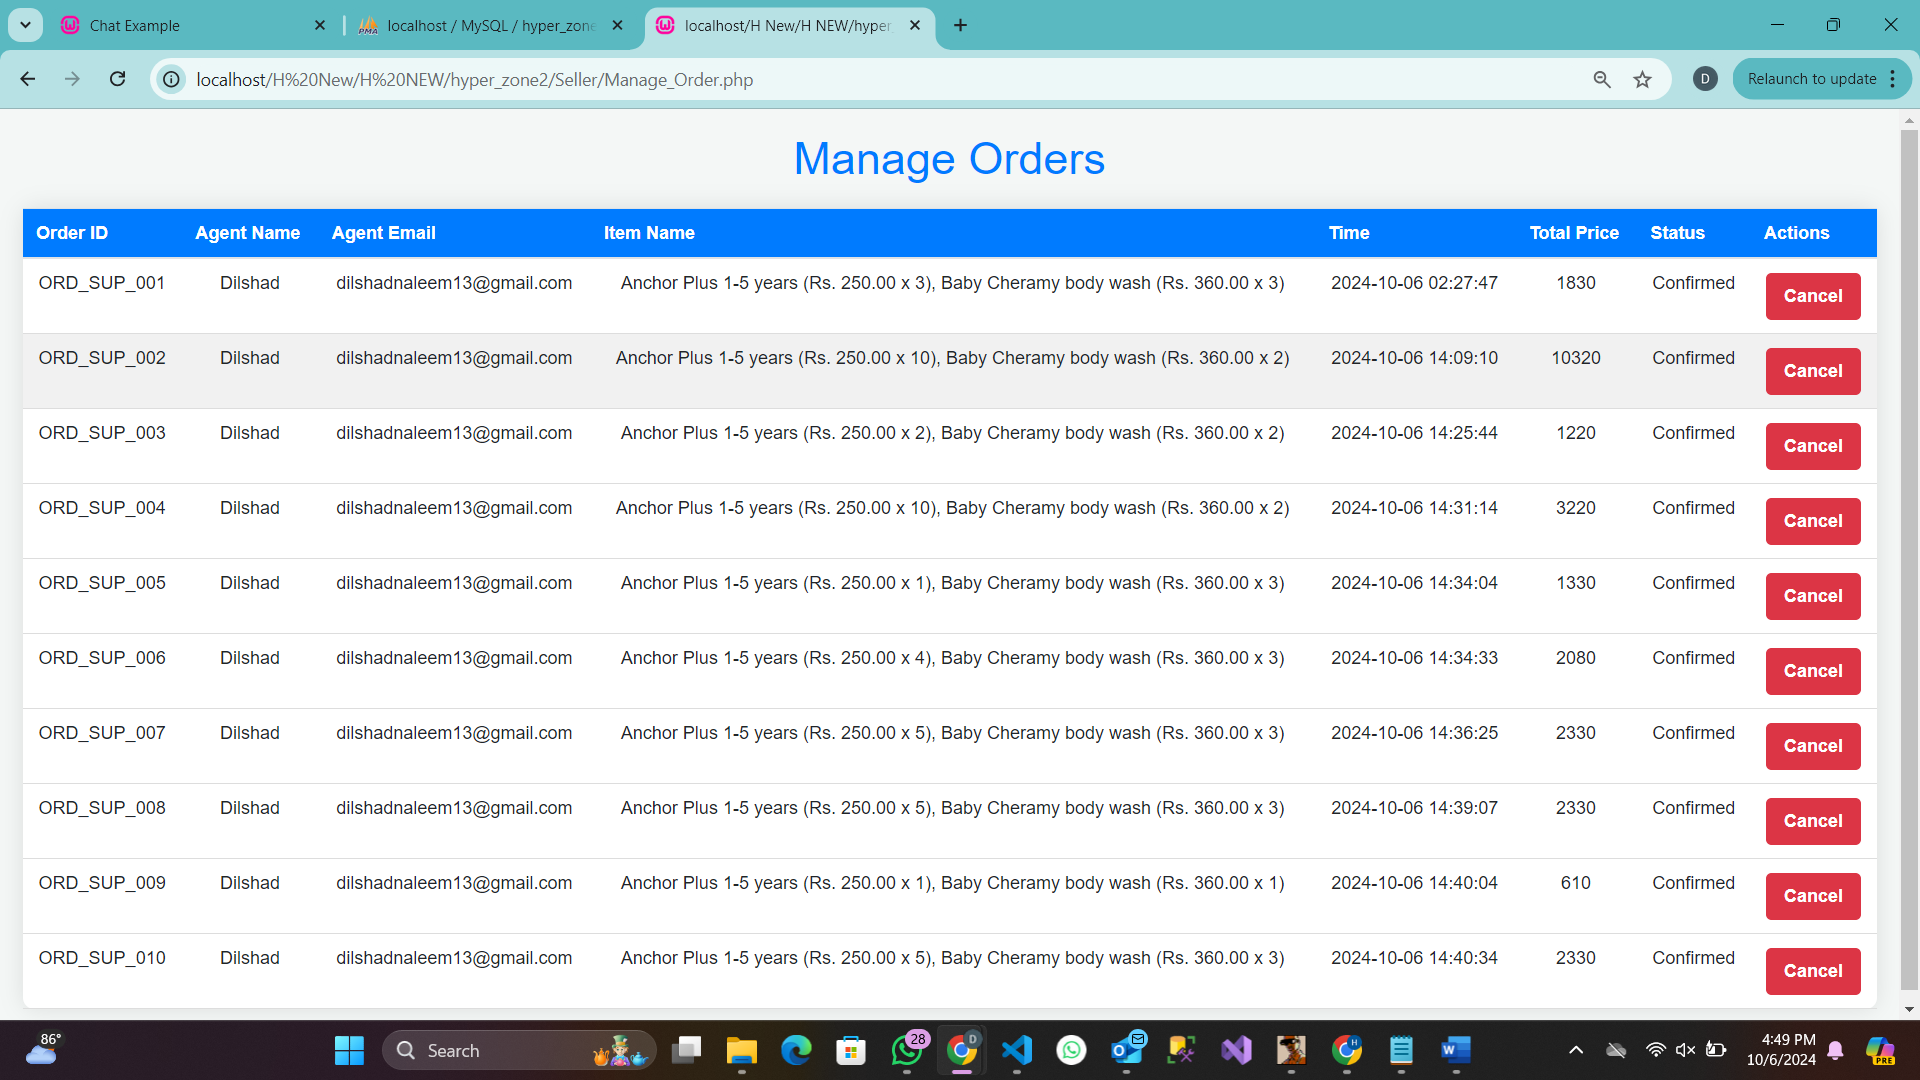 Chat Example
localhost / MySQL / hyper_zone
localhost/H New/H NEW/hyper_
localhost/H%20New/H%20NEW/hyper_zone2/Seller/Manage_Order.php
D
Relaunch to update
Manage Orders
Order ID Agent Name Agent Email Item Name Time Total Price Status Actions
ORD_SUP_001 Dilshad dilshadnaleem13@gmail.com Anchor Plus 1-5 years (Rs. 250.00 x 3), Baby Cheramy body wash (Rs. 360.00 x 3) 2024-10-06 02:27:47 1830 Confirmed Cancel
ORD_SUP_002 Dilshad dilshadnaleem13@gmail.com Anchor Plus 1-5 years (Rs. 250.00 x 10), Baby Cheramy body wash (Rs. 360.00 x 2) 2024-10-06 14:09:10 10320 Confirmed Cancel
ORD_SUP_003 Dilshad dilshadnaleem13@gmail.com Anchor Plus 1-5 years (Rs. 250.00 x 2), Baby Cheramy body wash (Rs. 360.00 x 2) 2024-10-06 14:25:44 1220 Confirmed Cancel
ORD_SUP_004 Dilshad dilshadnaleem13@gmail.com Anchor Plus 1-5 years (Rs. 250.00 x 10), Baby Cheramy body wash (Rs. 360.00 x 2) 2024-10-06 14:31:14 3220 Confirmed Cancel
ORD_SUP_005 Dilshad dilshadnaleem13@gmail.com Anchor Plus 1-5 years (Rs. 250.00 x 1), Baby Cheramy body wash (Rs. 360.00 x 3) 2024-10-06 14:34:04 1330 Confirmed Cancel
ORD_SUP_006 Dilshad dilshadnaleem13@gmail.com Anchor Plus 1-5 years (Rs. 250.00 x 4), Baby Cheramy body wash (Rs. 360.00 x 3) 2024-10-06 14:34:33 2080 Confirmed Cancel
ORD_SUP_007 Dilshad dilshadnaleem13@gmail.com Anchor Plus 1-5 years (Rs. 250.00 x 5), Baby Cheramy body wash (Rs. 360.00 x 3) 2024-10-06 14:36:25 2330 Confirmed Cancel
ORD_SUP_008 Dilshad dilshadnaleem13@gmail.com Anchor Plus 1-5 years (Rs. 250.00 x 5), Baby Cheramy body wash (Rs. 360.00 x 3) 2024-10-06 14:39:07 2330 Confirmed Cancel
ORD_SUP_009 Dilshad dilshadnaleem13@gmail.com Anchor Plus 1-5 years (Rs. 250.00 x 1), Baby Cheramy body wash (Rs. 360.00 x 1) 2024-10-06 14:40:04 610 Confirmed Cancel
ORD_SUP_010 Dilshad dilshadnaleem13@gmail.com Anchor Plus 1-5 years (Rs. 250.00 x 5), Baby Cheramy body wash (Rs. 360.00 x 3) 2024-10-06 14:40:34 2330 Confirmed Cancel
86°
Search
28
4:49 PM
10/6/2024
PRE